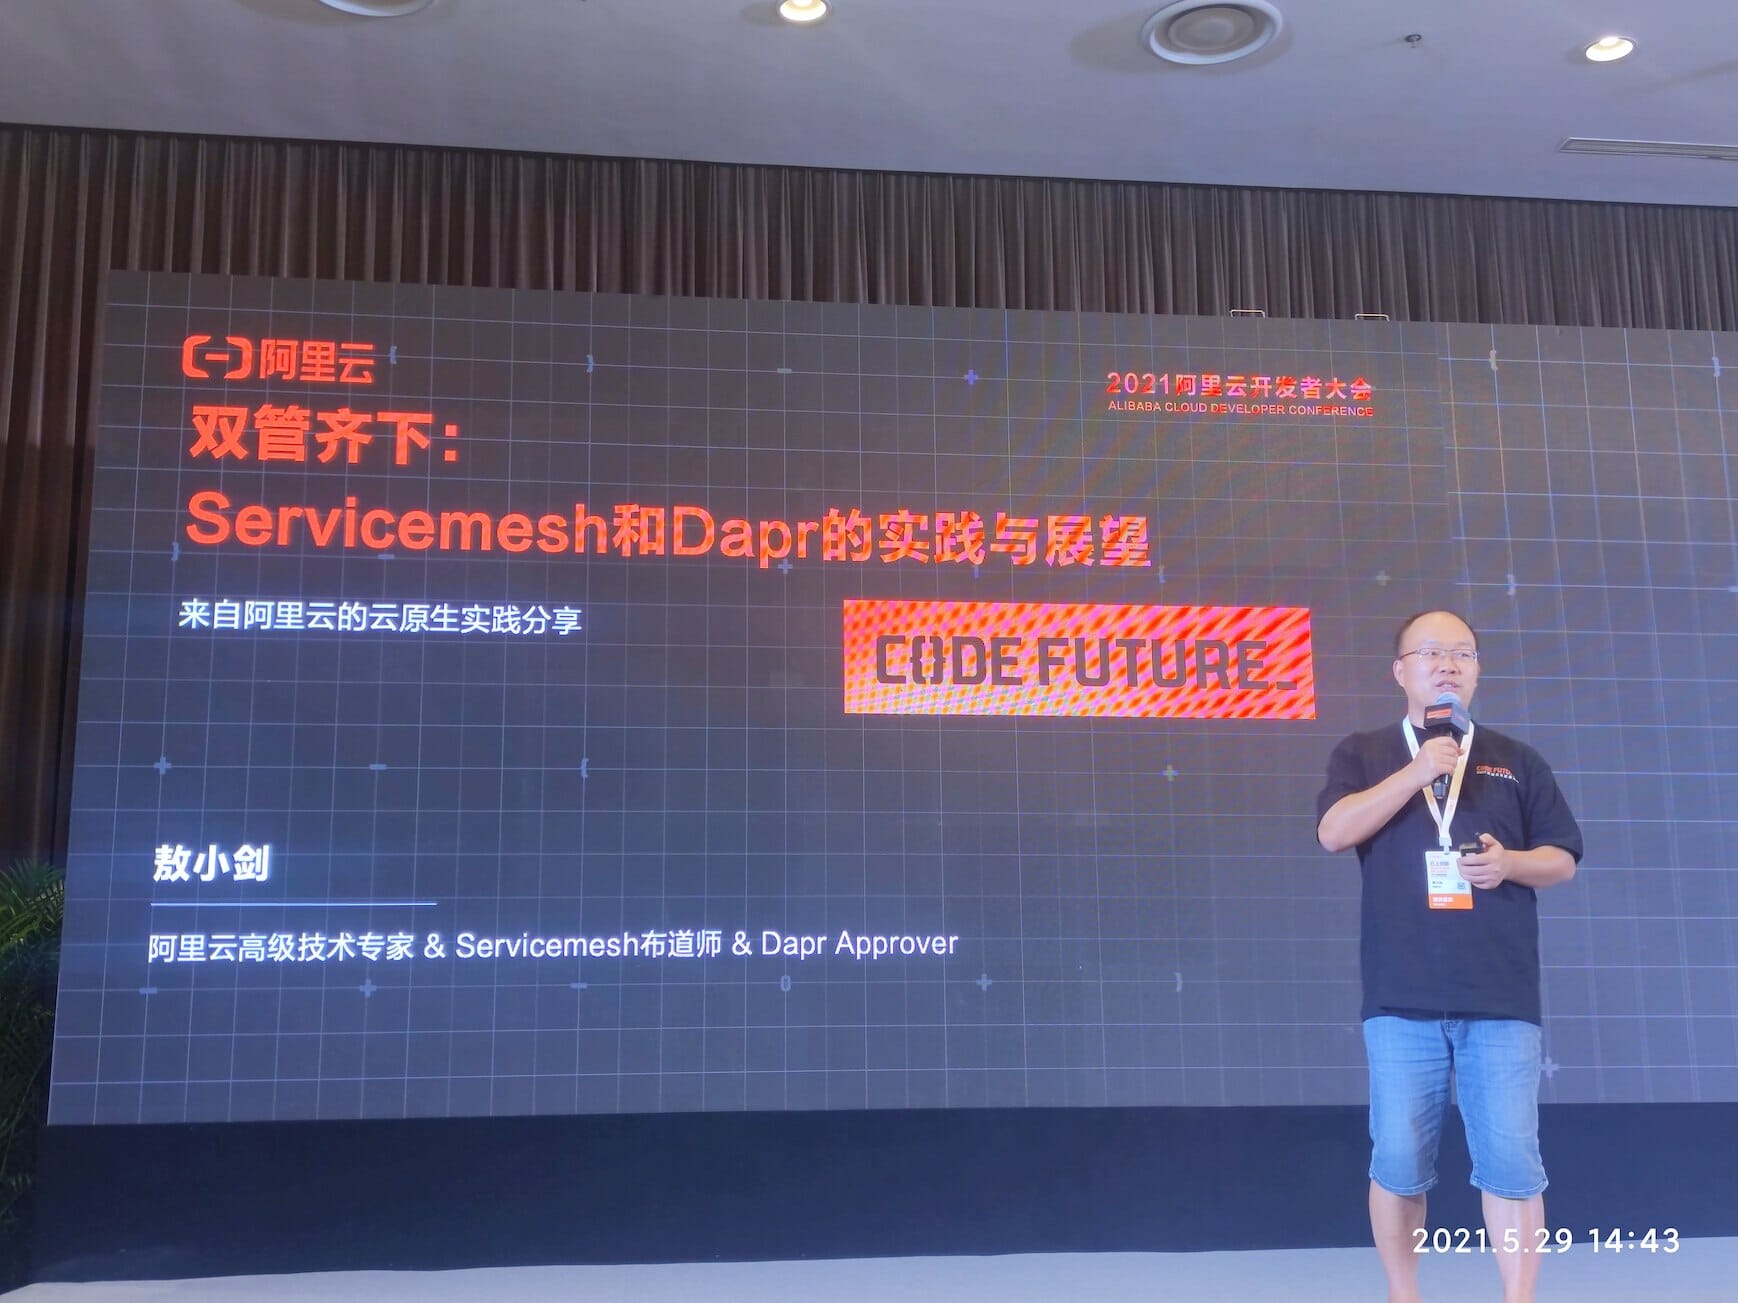 阿里云
2021阿里云开发者大会
ALIBABA CLOUD DEVELOPER CONFERENCE
双管齐下：
Servicemesh和Dapr的实践与展望
来自阿里云的云原生实践分享
C{}DE FUTURE_
敖小剑
阿里云高级技术专家 & Servicemesh布道师 & Dapr Approver
2021.5.29 14:43